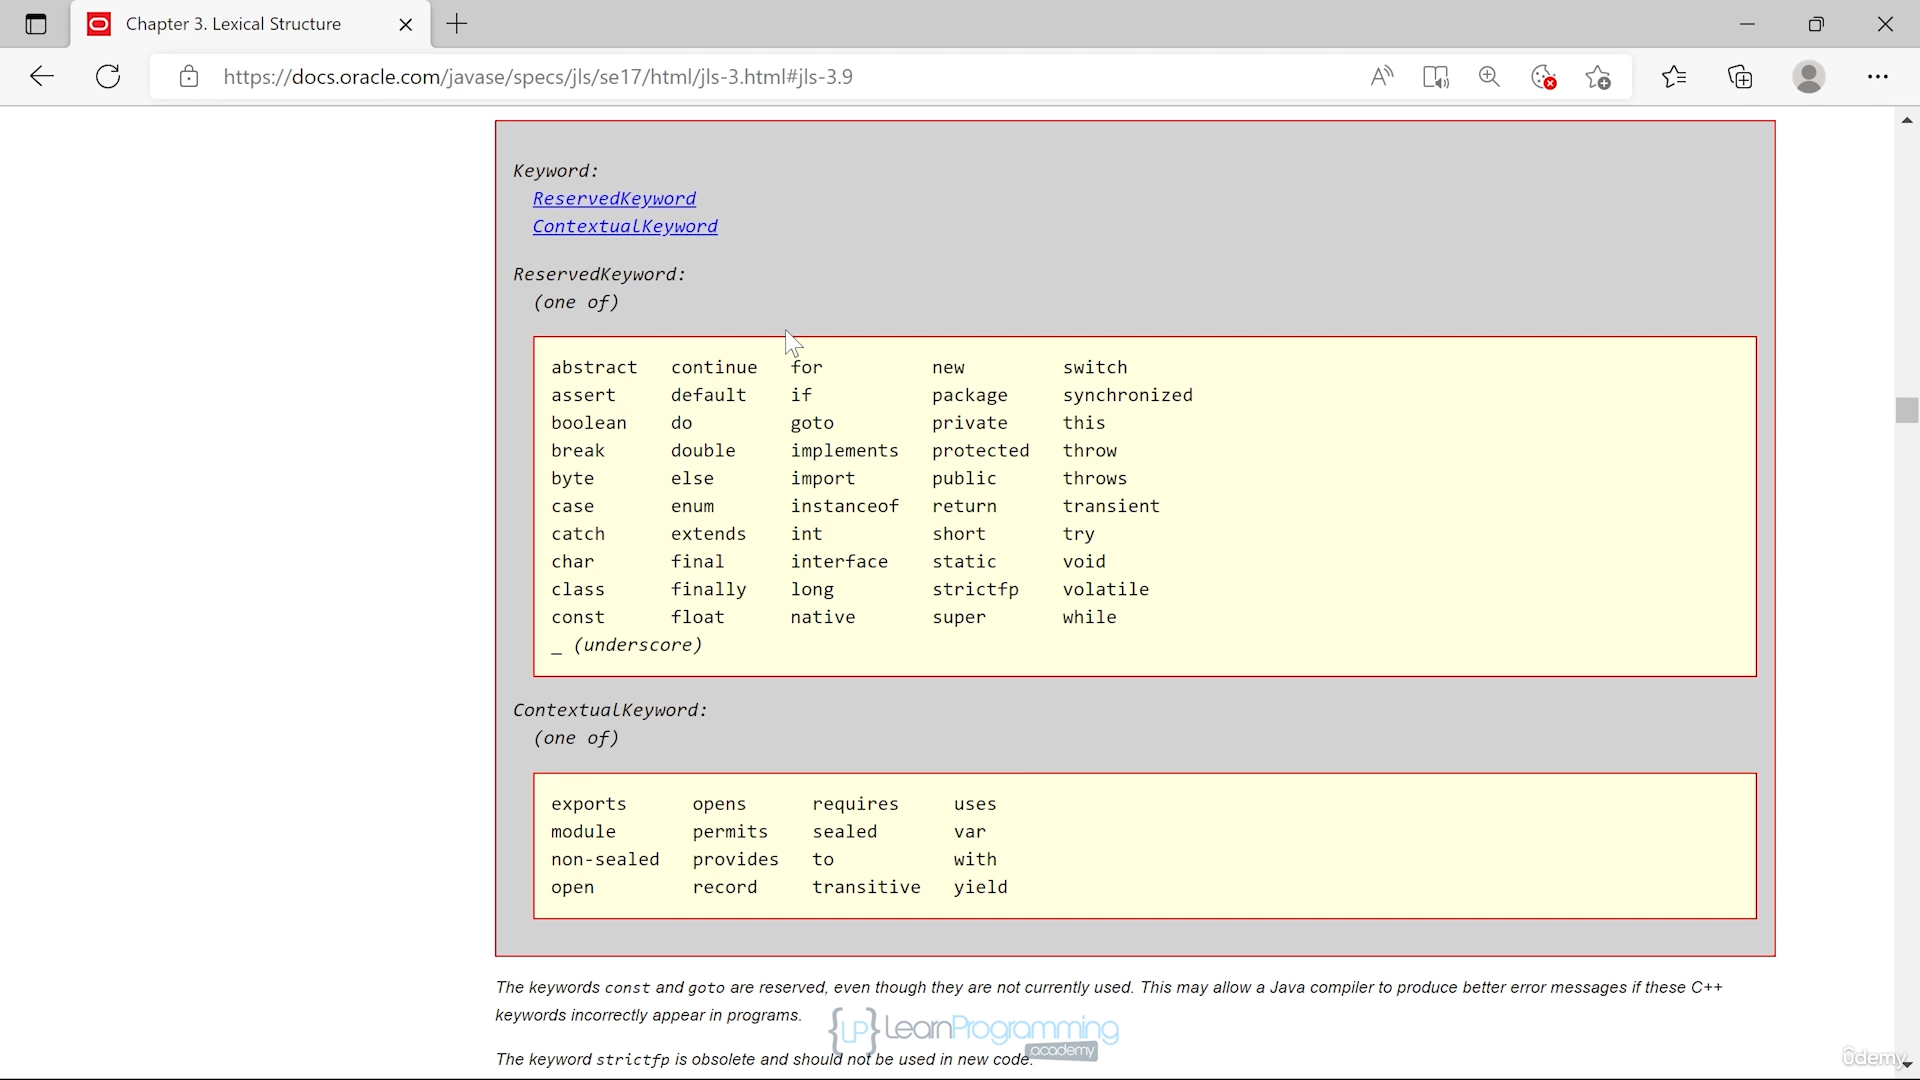 Chapter 3. Lexical Structure
https://docs.oracle.com/javase/specs/jls/se17/html/jls-3.html#jls-3.9
Keyword:
ReservedKeyword
ContextualKeyword
ReservedKeyword:
(one of)
abstract continue for new switch
assert default if package synchronized
boolean do goto private this
break double implements protected throw
byte else import public throws
case enum instanceof return transient
catch extends int short try
char final interface static void
class finally long strictfp volatile
const float native super while
_ (underscore)
ContextualKeyword:
(one of)
exports opens requires uses
module permits sealed var
non-sealed provides to with
open record transitive yield
The keywords const and goto are reserved, even though they are not currently used. This may allow a Java compiler to produce better error messages if these C++
keywords incorrectly appear in programs.
{LP} LearnProgramming
academy
The keyword strictfp is obsolete and should not be used in new code.
ûdemy